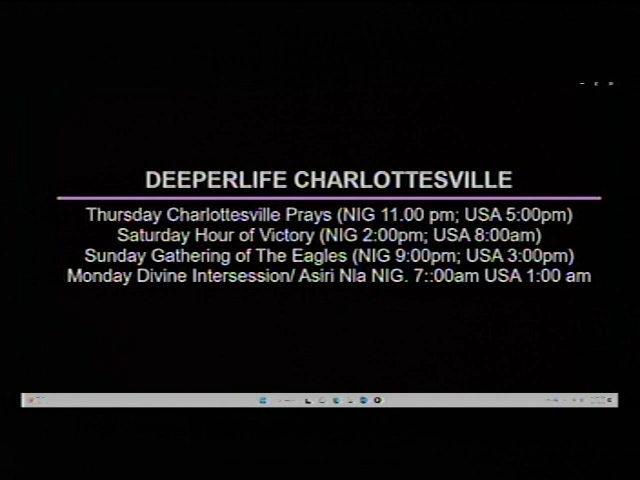 DEEPERLIFE CHARLOTTESVILLE
Thursday Charlottesville Prays (NIG 11.00 pm; USA 5:00pm)
Saturday Hour of Victory (NIG 2:00pm; USA 8:00am)
Sunday Gathering of The Eagles (NIG 9:00pm; USA 3:00pm)
Monday Divine Intersession/ Asiri Nla NIG. 7::00am USA 1:00 am